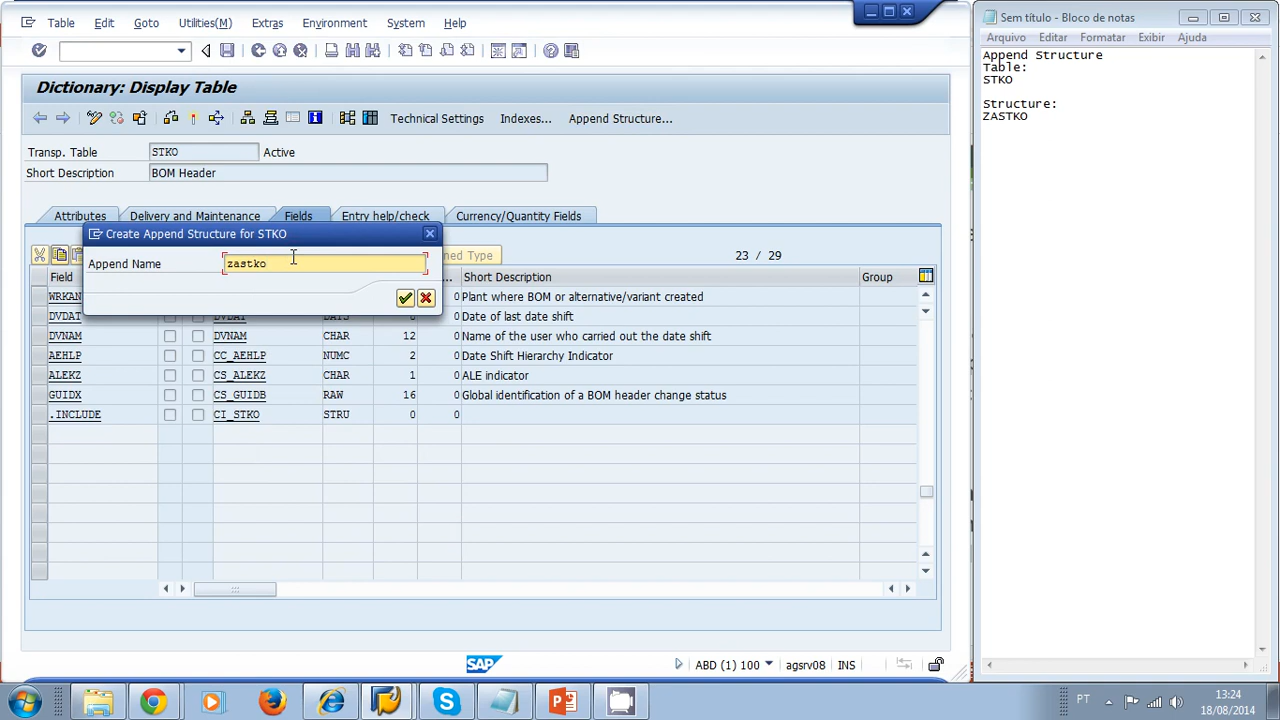 Table Edit Goto Utilities(M) Extras Environment System Help
Dictionary: Display Table
Technical Settings Indexes... Append Structure...
Transp. Table STKO Active
Short Description BOM Header
Attributes Delivery and Maintenance Fields Entry help/check Currency/Quantity Fields
Create Append Structure for STKO
Append Name zastko
23 / 29
Field ... Short Description Group
WRKAN 0 Plant where BOM or alternative/variant created
DVDAT DVDAT DATS 0 Date of last date shift
DVNAM DVNAM CHAR 12 0 Name of the user who carried out the date shift
AEHLP CC_AEHLP NUMC 2 0 Date Shift Hierarchy Indicator
ALEKZ CS_ALEKZ CHAR 1 0 ALE indicator
GUIDX CS_GUIDB RAW 16 0 Global identification of a BOM header change status
.INCLUDE CI_STKO STRU 0 0
SAP ABD (1) 100 agsrv08 INS
Sem título - Bloco de notas
Arquivo Editar Formatar Exibir Ajuda
Append Structure
Table:
STKO
Structure:
ZASTKO
PT 13:24
18/08/2014